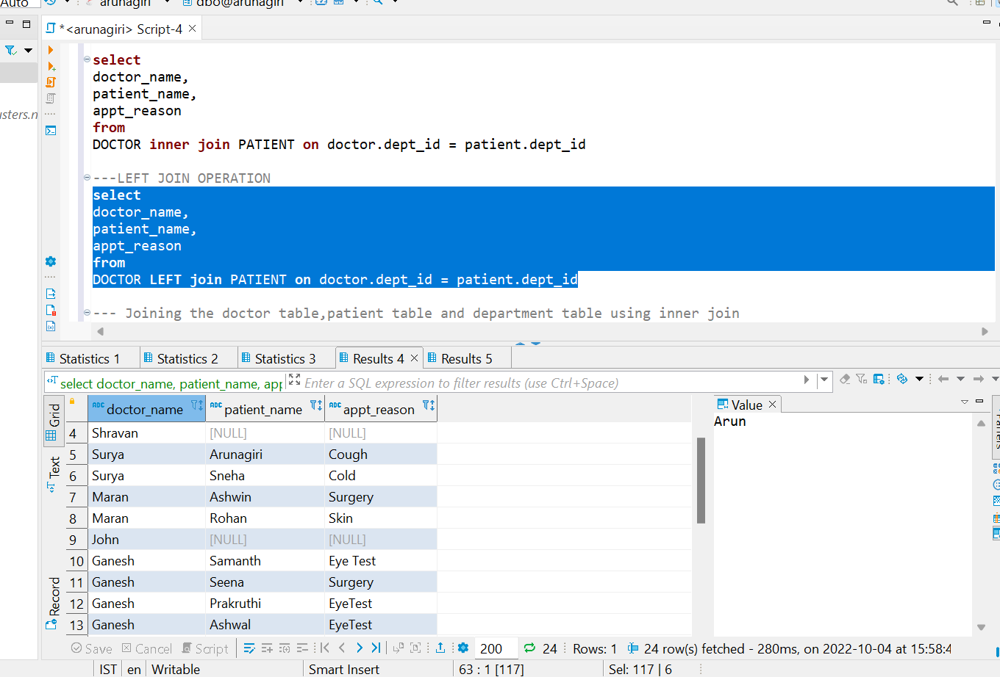 Auto
arunagiri
dbo@arunagiri
*<arunagiri> Script-4
select
doctor_name,
patient_name,
appt_reason
from
DOCTOR inner join PATIENT on doctor.dept_id = patient.dept_id
---LEFT JOIN OPERATION
select
doctor_name,
patient_name,
appt_reason
from
DOCTOR LEFT join PATIENT on doctor.dept_id = patient.dept_id
--- Joining the doctor table,patient table and department table using inner join
usters.n
Statistics 1 Statistics 2 Statistics 3 Results 4 Results 5
select doctor_name, patient_name, app Enter a SQL expression to filter results (use Ctrl+Space)
Grid
Text
Record
ABC doctor_name ABC patient_name ABC appt_reason
4 Shravan [NULL] [NULL]
5 Surya Arunagiri Cough
6 Surya Sneha Cold
7 Maran Ashwin Surgery
8 Maran Rohan Skin
9 John [NULL] [NULL]
10 Ganesh Samanth Eye Test
11 Ganesh Seena Surgery
12 Ganesh Prakruthi EyeTest
13 Ganesh Ashwal EyeTest
Value
Arun
Save Cancel Script 200 24 Rows: 1 24 row(s) fetched - 280ms, on 2022-10-04 at 15:58:4
IST en Writable Smart Insert 63 : 1 [117] Sel: 117 | 6